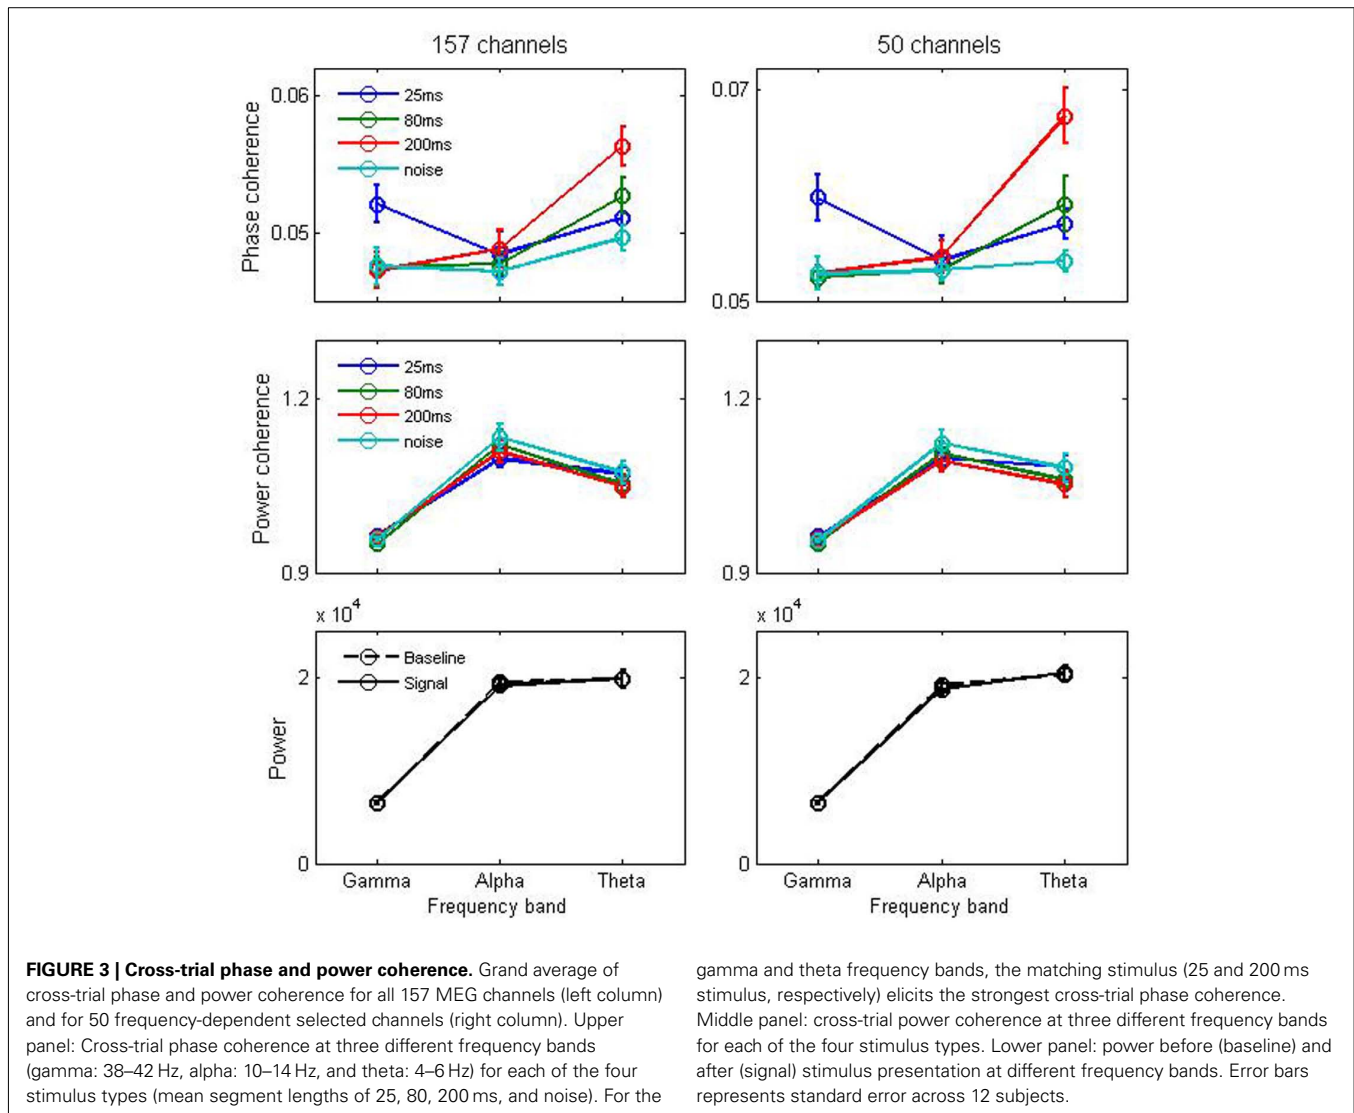 157 channels
50 channels
Phase coherence
0.06
0.05
25ms
80ms
200ms
noise
0.07
0.05
Power coherence
1.2
0.9
25ms
80ms
200ms
noise
1.2
0.9
x 10^4
Power
2
0
Baseline
Signal
Gamma Alpha Theta
Frequency band
x 10^4
2
0
Gamma Alpha Theta
Frequency band
FIGURE 3 | Cross-trial phase and power coherence. Grand average of
cross-trial phase and power coherence for all 157 MEG channels (left column)
and for 50 frequency-dependent selected channels (right column). Upper
panel: Cross-trial phase coherence at three different frequency bands
(gamma: 38–42 Hz, alpha: 10–14 Hz, and theta: 4–6 Hz) for each of the four
stimulus types (mean segment lengths of 25, 80, 200 ms, and noise). For the
gamma and theta frequency bands, the matching stimulus (25 and 200 ms
stimulus, respectively) elicits the strongest cross-trial phase coherence.
Middle panel: cross-trial power coherence at three different frequency bands
for each of the four stimulus types. Lower panel: power before (baseline) and
after (signal) stimulus presentation at different frequency bands. Error bars
represents standard error across 12 subjects.